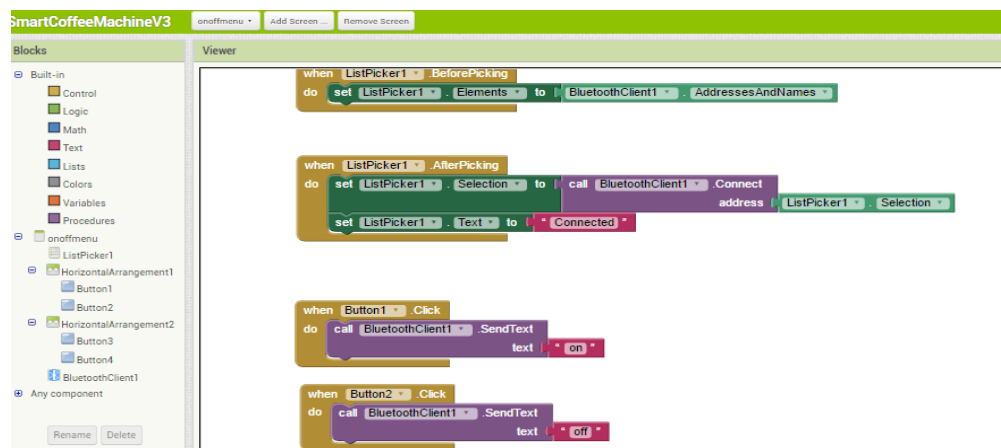 SmartCoffeeMachineV3 onoffmenu Add Screen ... Remove Screen
Blocks
Viewer
Built-in
Control
Logic
Math
Text
Lists
Colors
Variables
Procedures
onoffmenu
ListPicker1
HorizontalArrangement1
Button1
Button2
HorizontalArrangement2
Button3
Button4
BluetoothClient1
Any component
Rename Delete
when ListPicker1 .BeforePicking
do set ListPicker1 . Elements to BluetoothClient1 . AddressesAndNames
when ListPicker1 .AfterPicking
do set ListPicker1 . Selection to call BluetoothClient1 .Connect
address ListPicker1 . Selection
set ListPicker1 . Text to " Connected "
when Button1 .Click
do call BluetoothClient1 .SendText
text " on "
when Button2 .Click
do call BluetoothClient1 .SendText
text " off "